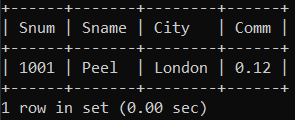 +------+-------+--------+------+
| Snum | Sname | City   | Comm |
+------+-------+--------+------+
| 1001 | Peel  | London | 0.12 |
+------+-------+--------+------+
1 row in set (0.00 sec)